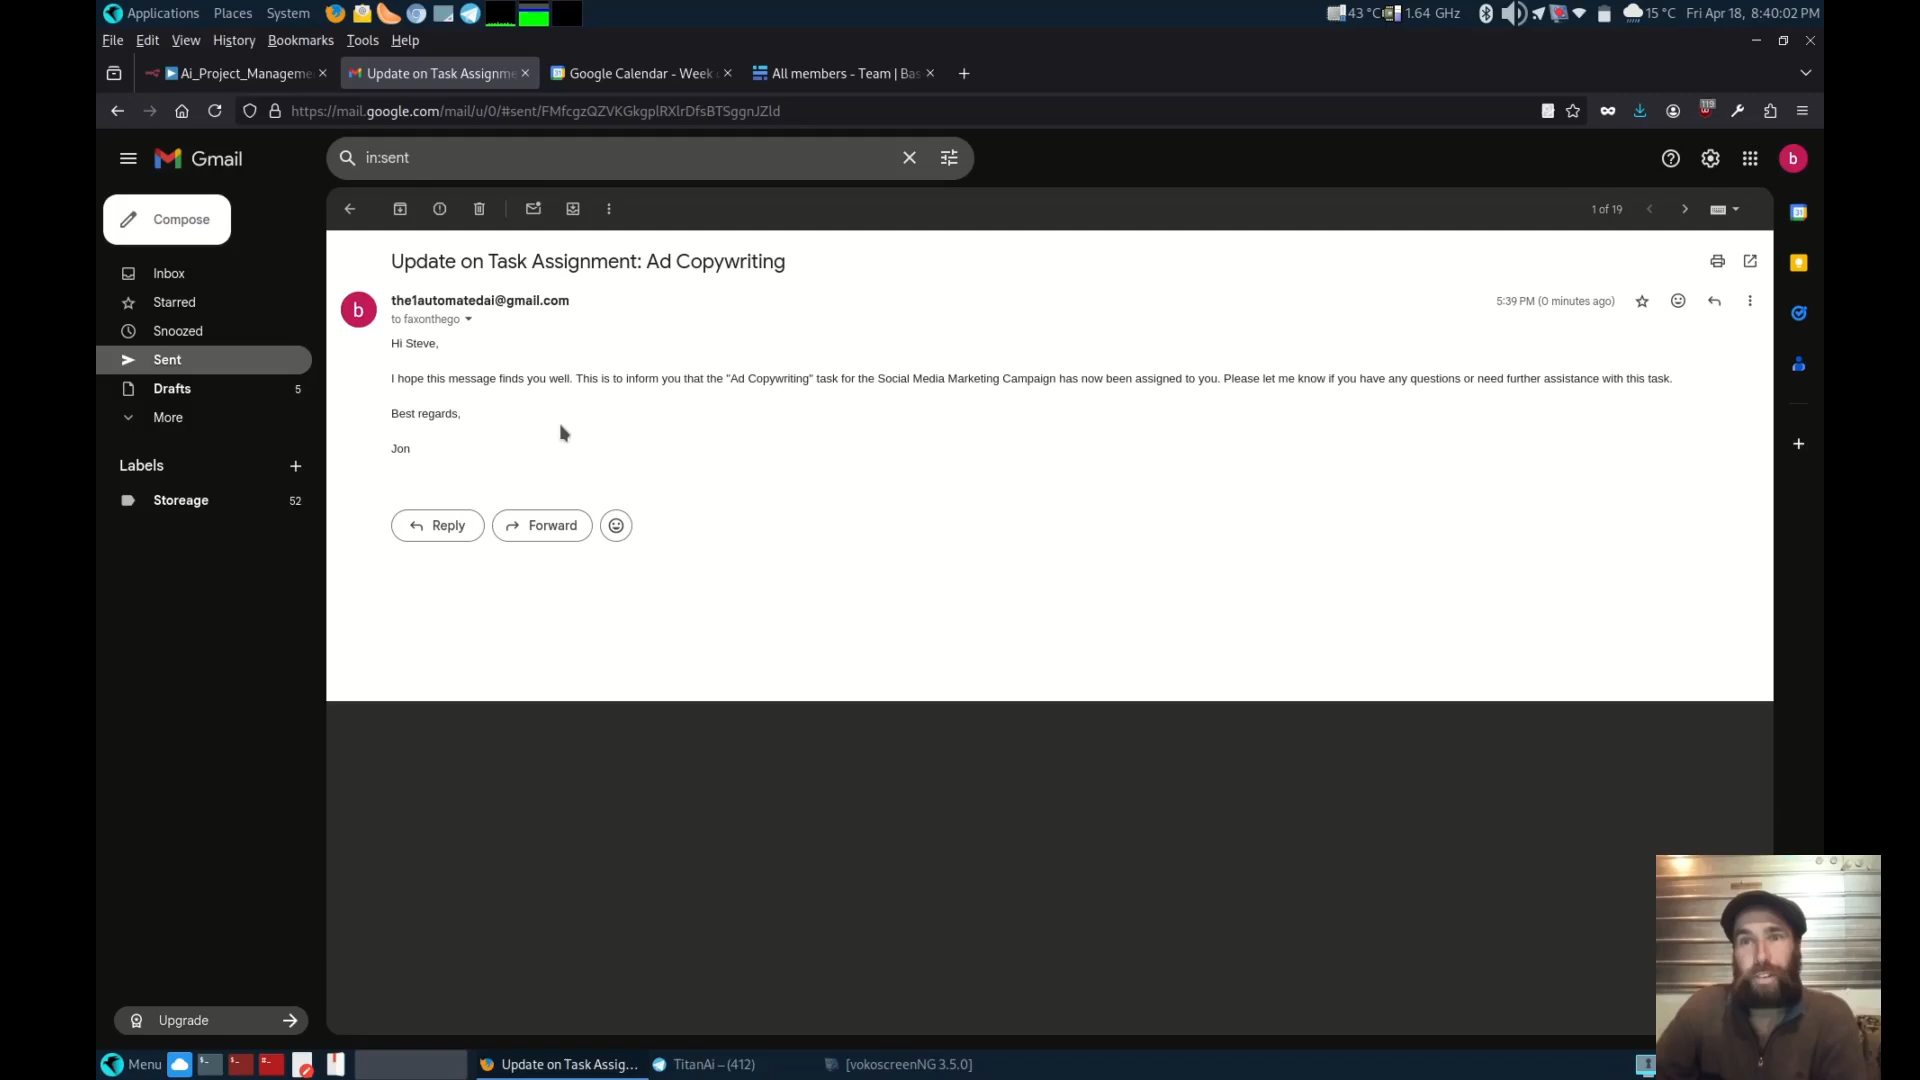 Applications Places System
43 °C 1.64 GHz 15 °C Fri Apr 18, 8:40:02 PM
File Edit View History Bookmarks Tools Help
Ai_Project_Manageme
Update on Task Assignme
Google Calendar - Week
All members - Team | Bas
https://mail.google.com/mail/u/0/#sent/FMfcgzQZVKGkgplRXlrDfsBTSggnJZld
119
Gmail
in:sent
b
Compose
1 of 19
Inbox
Starred
Snoozed
Sent
Drafts 5
More
Labels
Storeage 52
Upgrade
Update on Task Assignment: Ad Copywriting
b
the1automatedai@gmail.com
5:39 PM (0 minutes ago)
to faxonthego
Hi Steve,
I hope this message finds you well. This is to inform you that the "Ad Copywriting" task for the Social Media Marketing Campaign has now been assigned to you. Please let me know if you have any questions or need further assistance with this task.
Best regards,
Jon
Reply Forward
Menu
Update on Task Assig...
TitanAi – (412)
[vokoscreenNG 3.5.0]